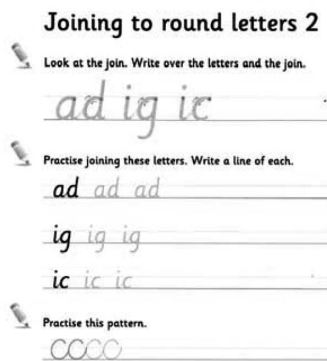 Joining to round letters 2
Look at the join. Write over the letters and the join.
ad ig ic
Practise joining these letters. Write a line of each.
ad ad ad
ig ig ig
ic ic ic
Practise this pattern.
cccc